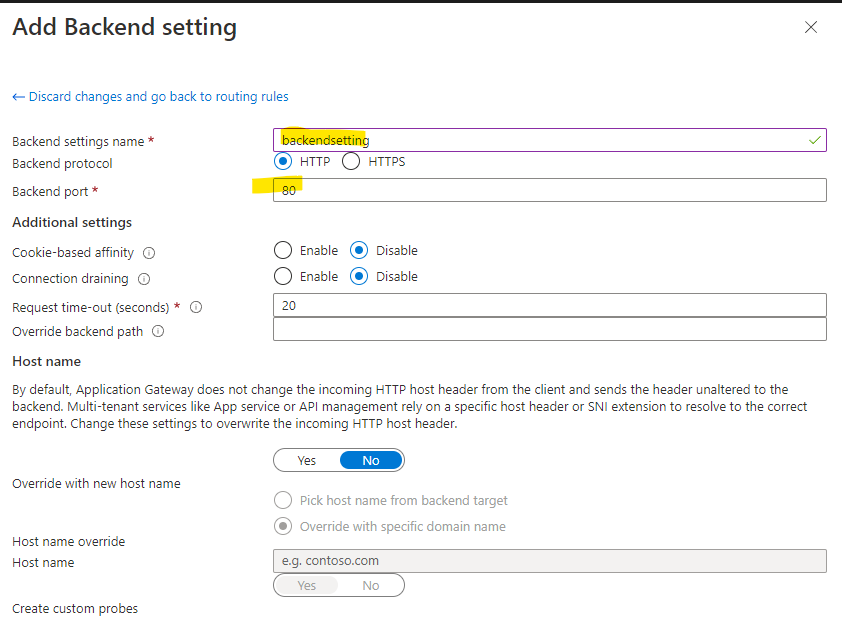 Add Backend setting
← Discard changes and go back to routing rules
Backend settings name *
backendsetting
Backend protocol
HTTP HTTPS
Backend port *
80
Additional settings
Cookie-based affinity
Enable Disable
Connection draining
Enable Disable
Request time-out (seconds) *
20
Override backend path
Host name
By default, Application Gateway does not change the incoming HTTP host header from the client and sends the header unaltered to the
backend. Multi-tenant services like App service or API management rely on a specific host header or SNI extension to resolve to the correct
endpoint. Change these settings to overwrite the incoming HTTP host header.
Yes No
Override with new host name
Pick host name from backend target
Override with specific domain name
Host name override
Host name
e.g. contoso.com
Yes No
Create custom probes